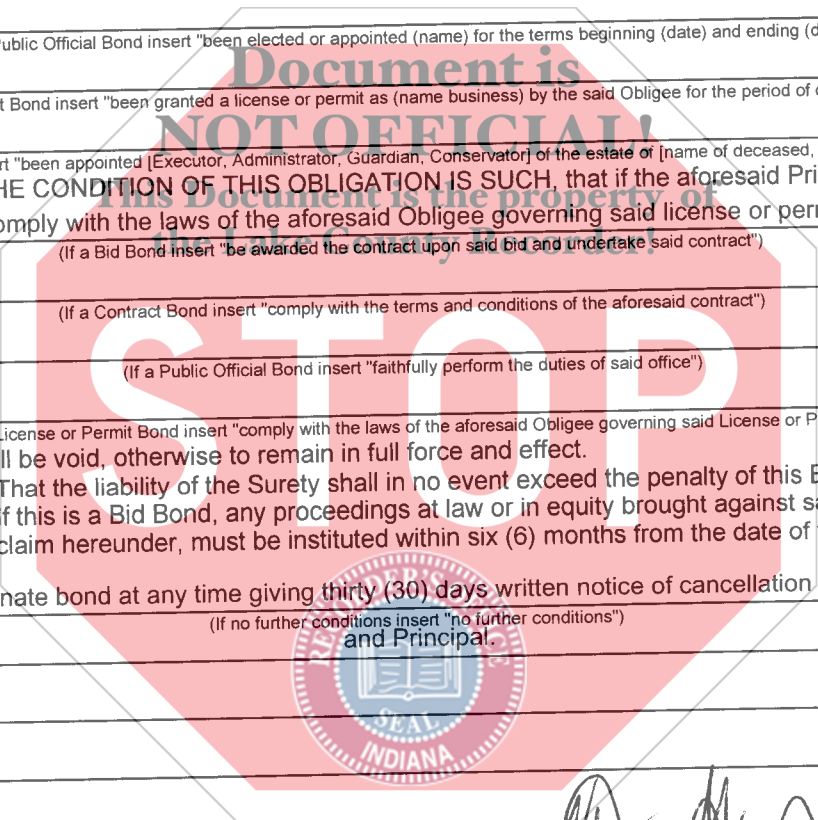 ublic Official Bond insert "been elected or appointed (name) for the terms beginning (date) and ending (d
Document is
t Bond insert "been granted a license or permit as (name business) by the said Obligee for the period of
NOT OFFICIAL!
rt "been appointed [Executor, Administrator, Guardian, Conservator] of the estate of [name of deceased,
HE CONDITION OF THIS OBLIGATION IS SUCH, that if the aforesaid Pri
This Document is the property of
omply with the laws of the aforesaid Obligee governing said license or per
the Lake County Recorder!
(If a Bid Bond insert "be awarded the contract upon said bid and undertake said contract")
(If a Contract Bond insert "comply with the terms and conditions of the aforesaid contract")
STOP
(If a Public Official Bond insert "faithfully perform the duties of said office")
License or Permit Bond insert "comply with the laws of the aforesaid Obligee governing said License or P
ll be void, otherwise to remain in full force and effect.
That the liability of the Surety shall in no event exceed the penalty of this B
if this is a Bid Bond, any proceedings at law or in equity brought against sa
claim hereunder, must be instituted within six (6) months from the date of
nate bond at any time giving thirty (30) days written notice of cancellation
(If no further conditions insert "no further conditions")
and Principal.
RECORDER'S OFFICE
SEAL
INDIANA